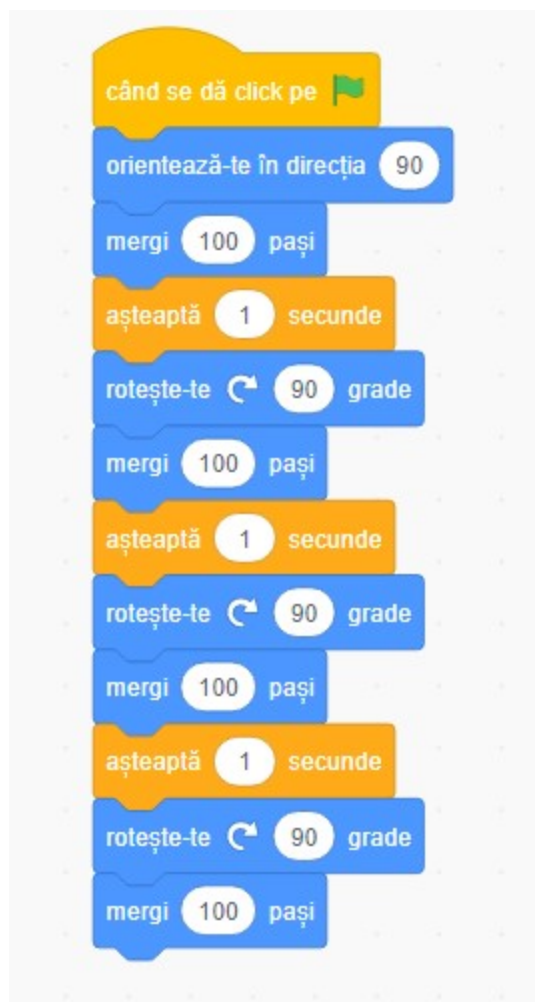 când se dă click pe
orientează-te în direcția 90
mergi 100 pași
așteaptă 1 secunde
rotește-te 90 grade
mergi 100 pași
așteaptă 1 secunde
rotește-te 90 grade
mergi 100 pași
așteaptă 1 secunde
rotește-te 90 grade
mergi 100 pași